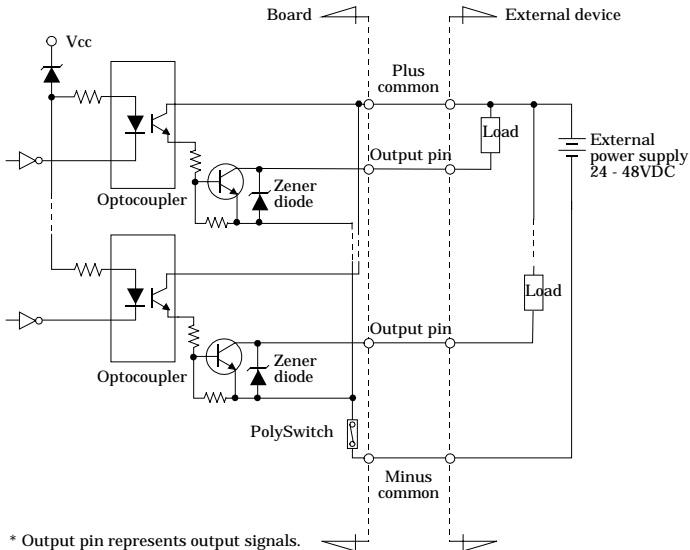 Board
External device
Vcc
Plus
common
Load
External
power supply
24 - 48VDC
Output pin
Zener
diode
Optocoupler
Load
Output pin
Zener
diode
Optocoupler
PolySwitch
Minus
common
* Output pin represents output signals.